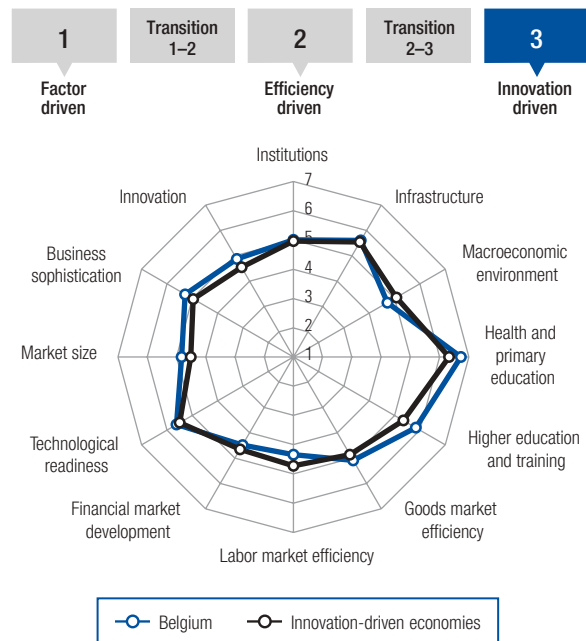 1
Transition
1–2
2
Transition
2–3
3
Factor
driven
Efficiency
driven
Innovation
driven
Institutions
7
Innovation
Infrastructure
6
5
Business
sophistication
Macroeconomic
environment
4
3
2
Market size
1
Health and
primary
education
Technological
readiness
Higher education
and training
Financial market
development
Goods market
efficiency
Labor market efficiency
Belgium
Innovation-driven economies